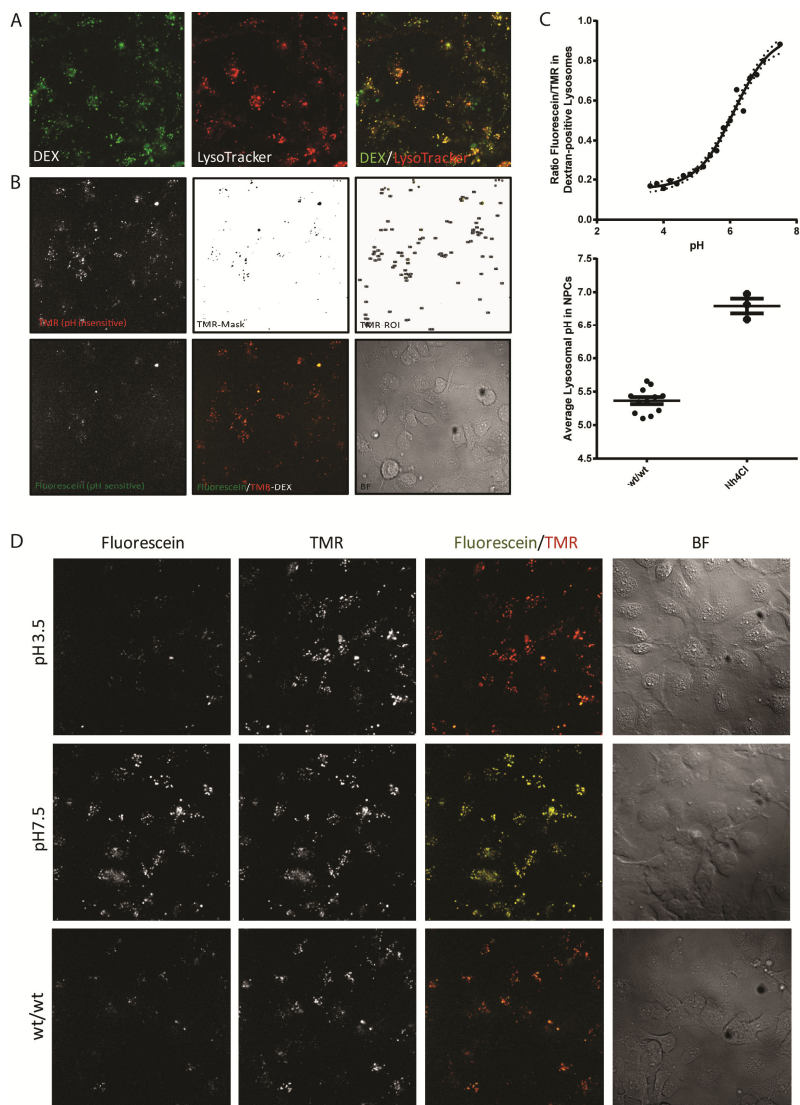 A
DEX
LysoTracker
DEX/LysoTracker
B
TMR (pH insensitive)
TMR-Mask
TMR ROI
Fluorescein (pH sensitive)
Fluorescein/TMR-DEX
BF
C
Ratio Fluorescein/TMR in
Dextran-positive Lysosomes
1.0
0.8
0.6
0.4
0.2
0.0
2
4
6
8
pH
Average Lysosomal pH in NPCs
7.5
7.0
6.5
6.0
5.5
5.0
4.5
wt/wt
Nh4Cl
D
Fluorescein
TMR
Fluorescein/TMR
BF
pH3.5
pH7.5
wt/wt